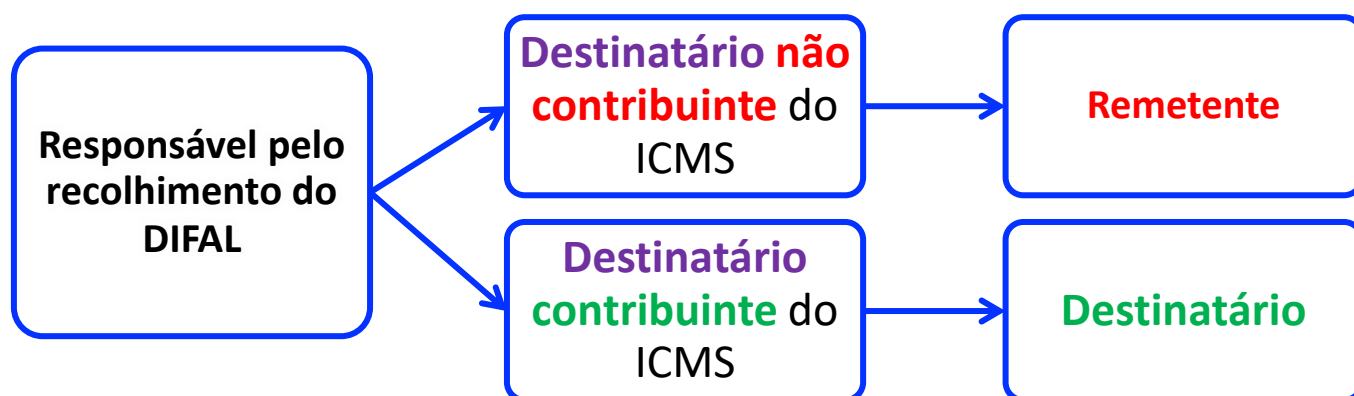 Responsável pelo
recolhimento do
DIFAL
Destinatário não
contribuinte do
ICMS
Remetente
Destinatário
contribuinte do
ICMS
Destinatário